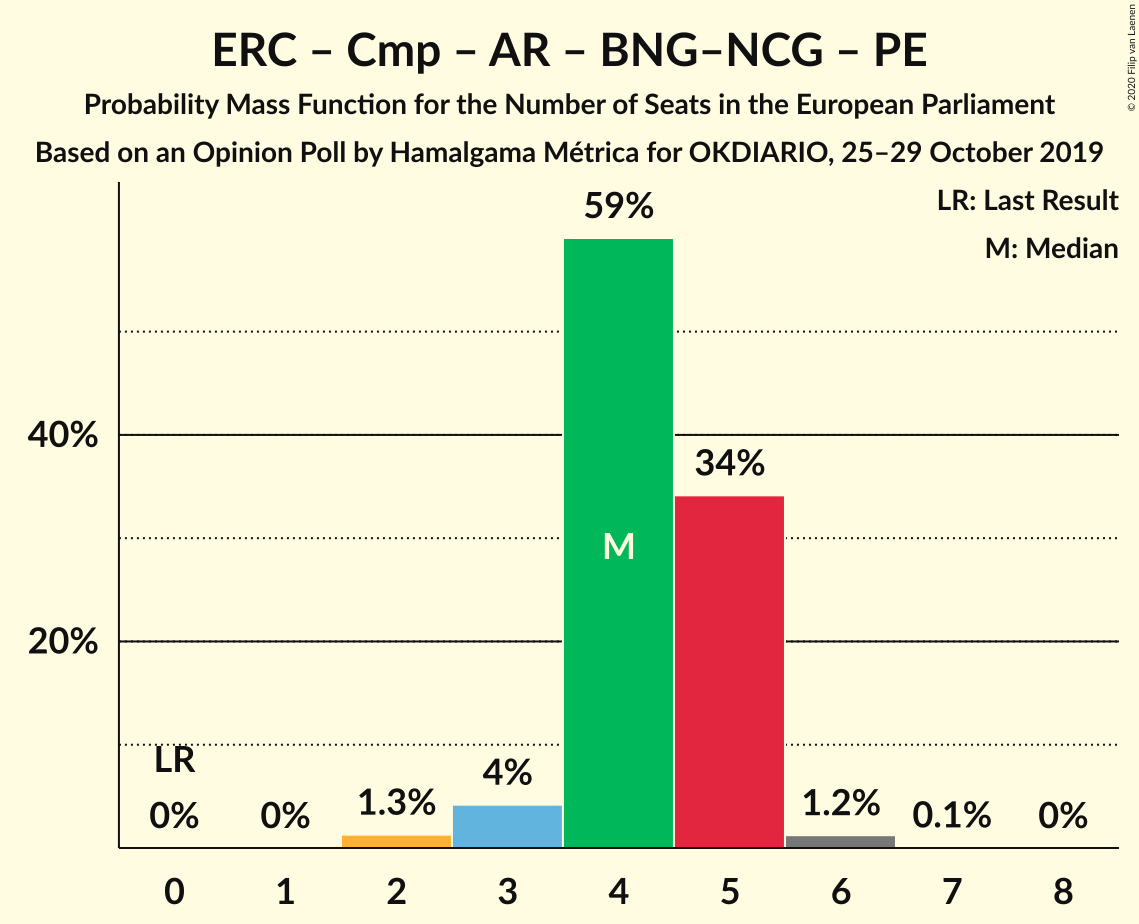 ERC – Cmp – AR – BNG–NCG – PE
Probability Mass Function for the Number of Seats in the European Parliament
Based on an Opinion Poll by Hamalgama Métrica for OKDIARIO, 25–29 October 2019
© 2020 Filip van Laenen
LR: Last Result
M: Median
59%
40%
34%
M
20%
LR
4%
0% 0% 1.3% 1.2% 0.1% 0%
0 1 2 3 4 5 6 7 8